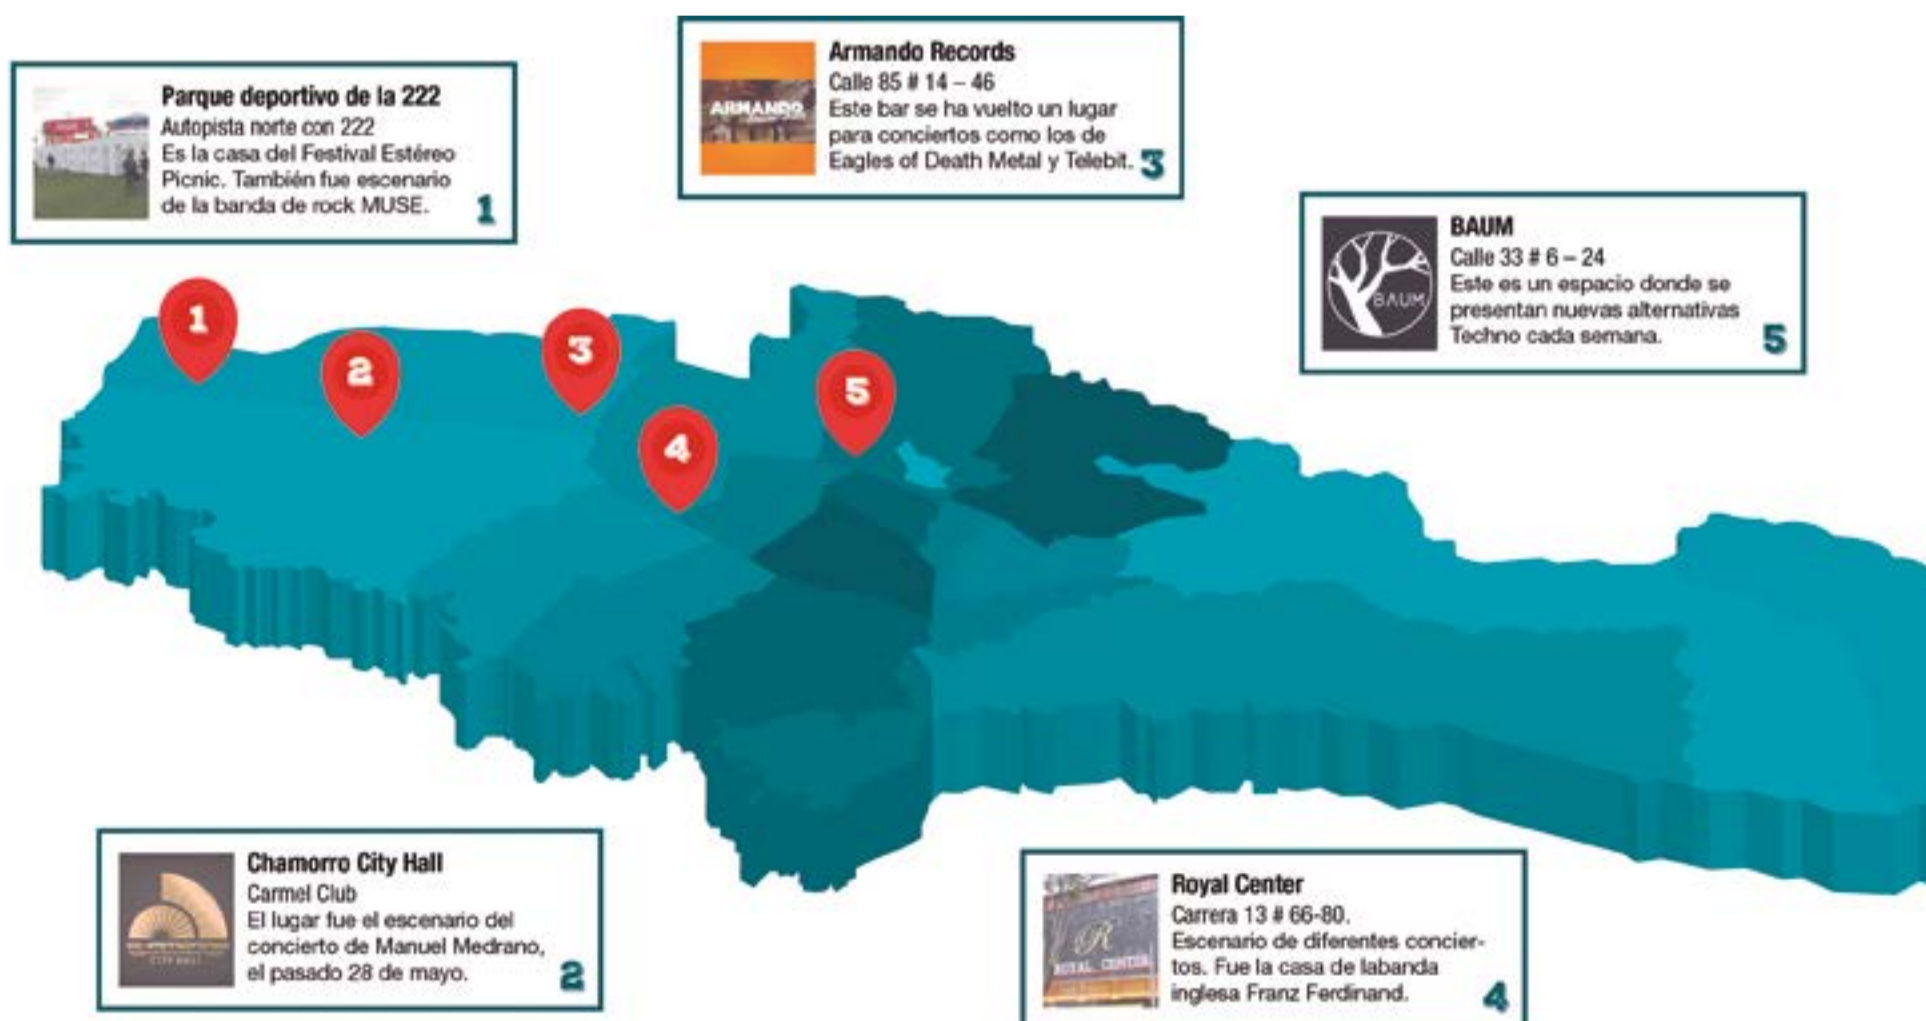 Parque deportivo de la 222
Autopista norte con 222
Es la casa del Festival Estéreo
Picnic. También fue escenario
de la banda de rock MUSE.
1
ARMANDO
Armando Records
Calle 85 # 14 – 46
Este bar se ha vuelto un lugar
para conciertos como los de
Eagles of Death Metal y Telebit.
3
BAUM
BAUM
Calle 33 # 6 – 24
Este es un espacio donde se
presentan nuevas alternativas
Techno cada semana.
5
1
2
3
4
5
CITY HALL
Chamorro City Hall
Carmel Club
El lugar fue el escenario del
concierto de Manuel Medrano,
el pasado 28 de mayo.
2
R
ROYAL CENTER
Royal Center
Carrera 13 # 66-80.
Escenario de diferentes concier-
tos. Fue la casa de labanda
inglesa Franz Ferdinand.
4